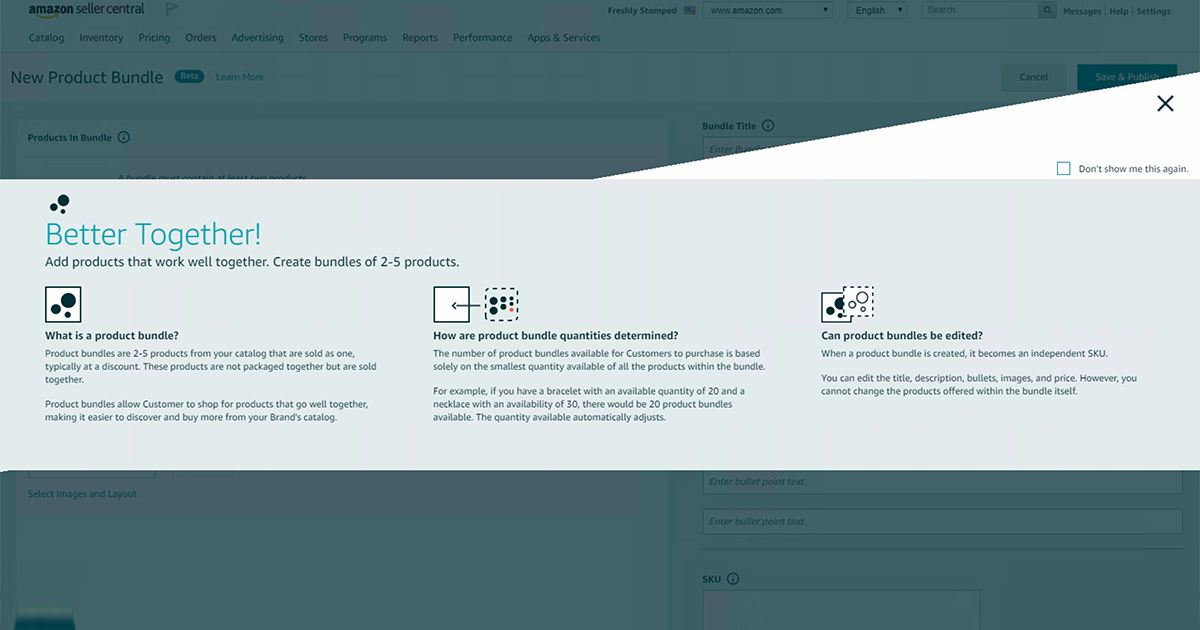 amazon seller central
Freshly Stomped
www.amazon.com
English
Search
Messages | Help | Settings
Catalog Inventory Pricing Orders Advertising Stores Programs Reports Performance Apps & Services
New Product Bundle Beta Learn More
Cancel
Save & Publish
Products In Bundle
Bundle Title
Enter
A bundle must contain at least two products
Don't show me this again.
Better Together!
Add products that work well together. Create bundles of 2-5 products.
What is a product bundle?
Product bundles are 2-5 products from your catalog that are sold as one,
typically at a discount. These products are not packaged together but are sold
together.
Product bundles allow Customer to shop for products that go well together,
making it easier to discover and buy more from your Brand's catalog.
How are product bundle quantities determined?
The number of product bundles available for Customers to purchase is based
solely on the smallest quantity available of all the products within the bundle.
For example, if you have a bracelet with an available quantity of 20 and a
necklace with an availability of 30, there would be 20 product bundles
available. The quantity available automatically adjusts.
Can product bundles be edited?
When a product bundle is created, it becomes an independent SKU.
You can edit the title, description, bullets, images, and price. However, you
cannot change the products offered within the bundle itself.
Select Images and Layout
Enter bullet point text
Enter bullet point text
SKU